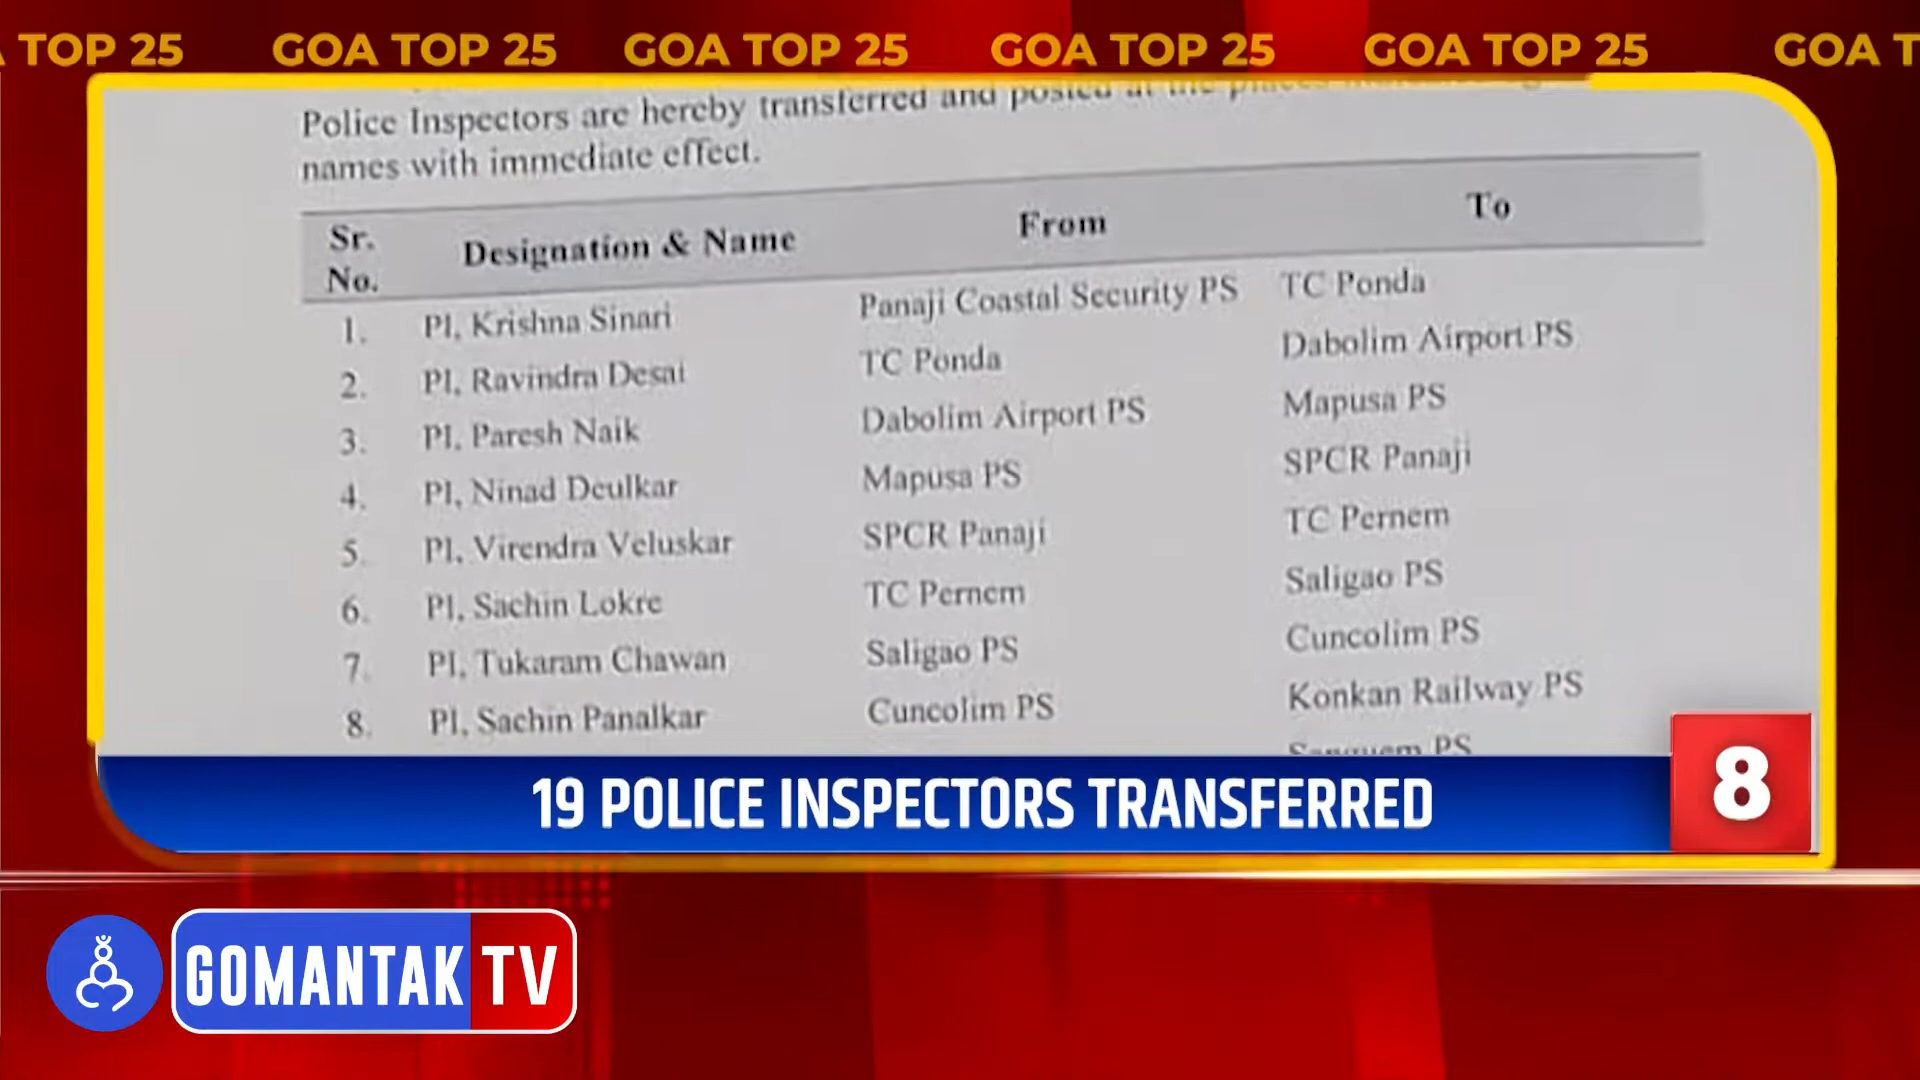 TOP 25 GOA TOP 25 GOA TOP 25 GOA TOP 25 GOA TOP 25 GOA
Police Inspectors are hereby transferred and posted at the
names with immediate effect.
Sr. No. Designation & Name From To
1. PI, Krishna Sinari Panaji Coastal Security PS TC Ponda
2. PI, Ravindra Desai TC Ponda Dabolim Airport PS
3. PI, Paresh Naik Dabolim Airport PS Mapusa PS
4. PI, Ninad Deulkar Mapusa PS SPCR Panaji
5. PI, Virendra Veluskar SPCR Panaji TC Pernem
6. PI, Sachin Lokre TC Pernem Saligao PS
7. PI, Tukaram Chawan Saligao PS Cuncolim PS
8. PI, Sachin Panalkar Cuncolim PS Konkan Railway PS
PS
19 POLICE INSPECTORS TRANSFERRED
8
GOMANTAK TV